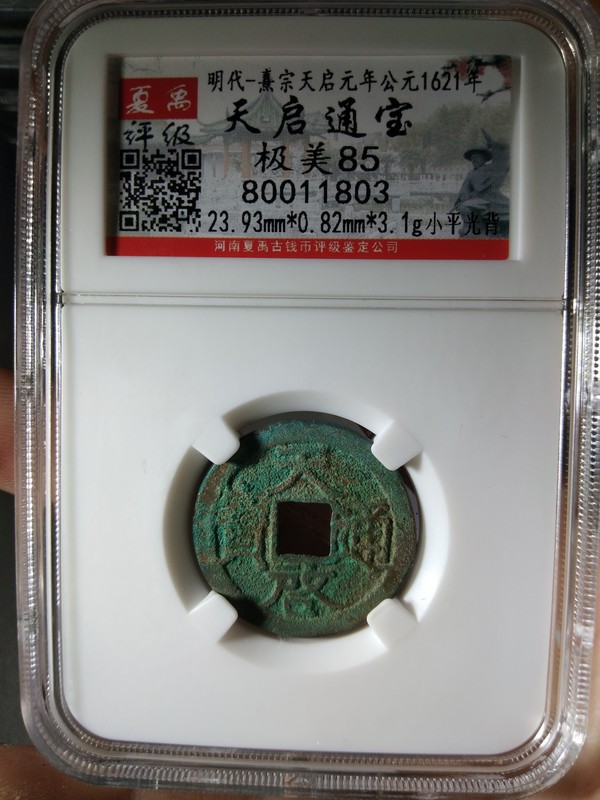 夏禹
评级
明代-熹宗天启元年公元1621年
天启通宝
极美85
80011803
23.93mm*0.82mm*3.1g小平光背
河南夏禹古钱币评级鉴定公司
天啟通寶